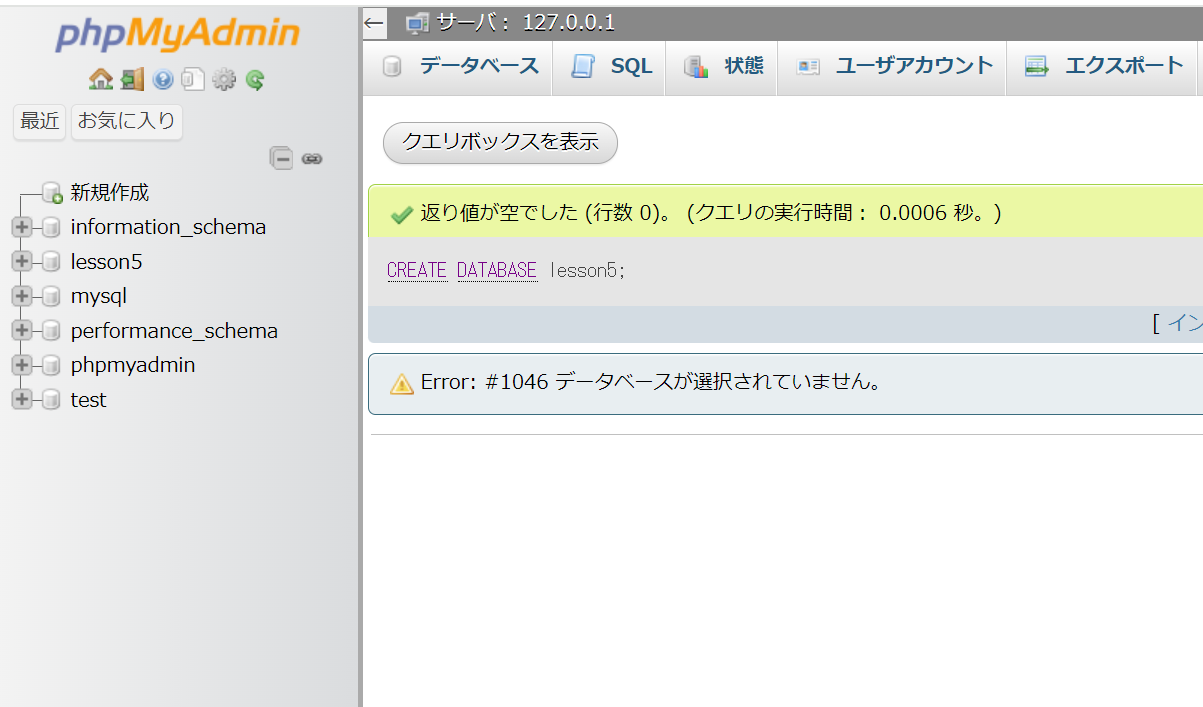 phpMyAdmin
最近 お気に入り
新規作成
information_schema
lesson5
mysql
performance_schema
phpmyadmin
test
サーバ： 127.0.0.1
データベース SQL 状態 ユーザアカウント エクスポート
クエリボックスを表示
返り値が空でした (行数 0)。 (クエリの実行時間： 0.0006 秒。)
CREATE DATABASE lesson5;
[ イン
Error: #1046 データベースが選択されていません。